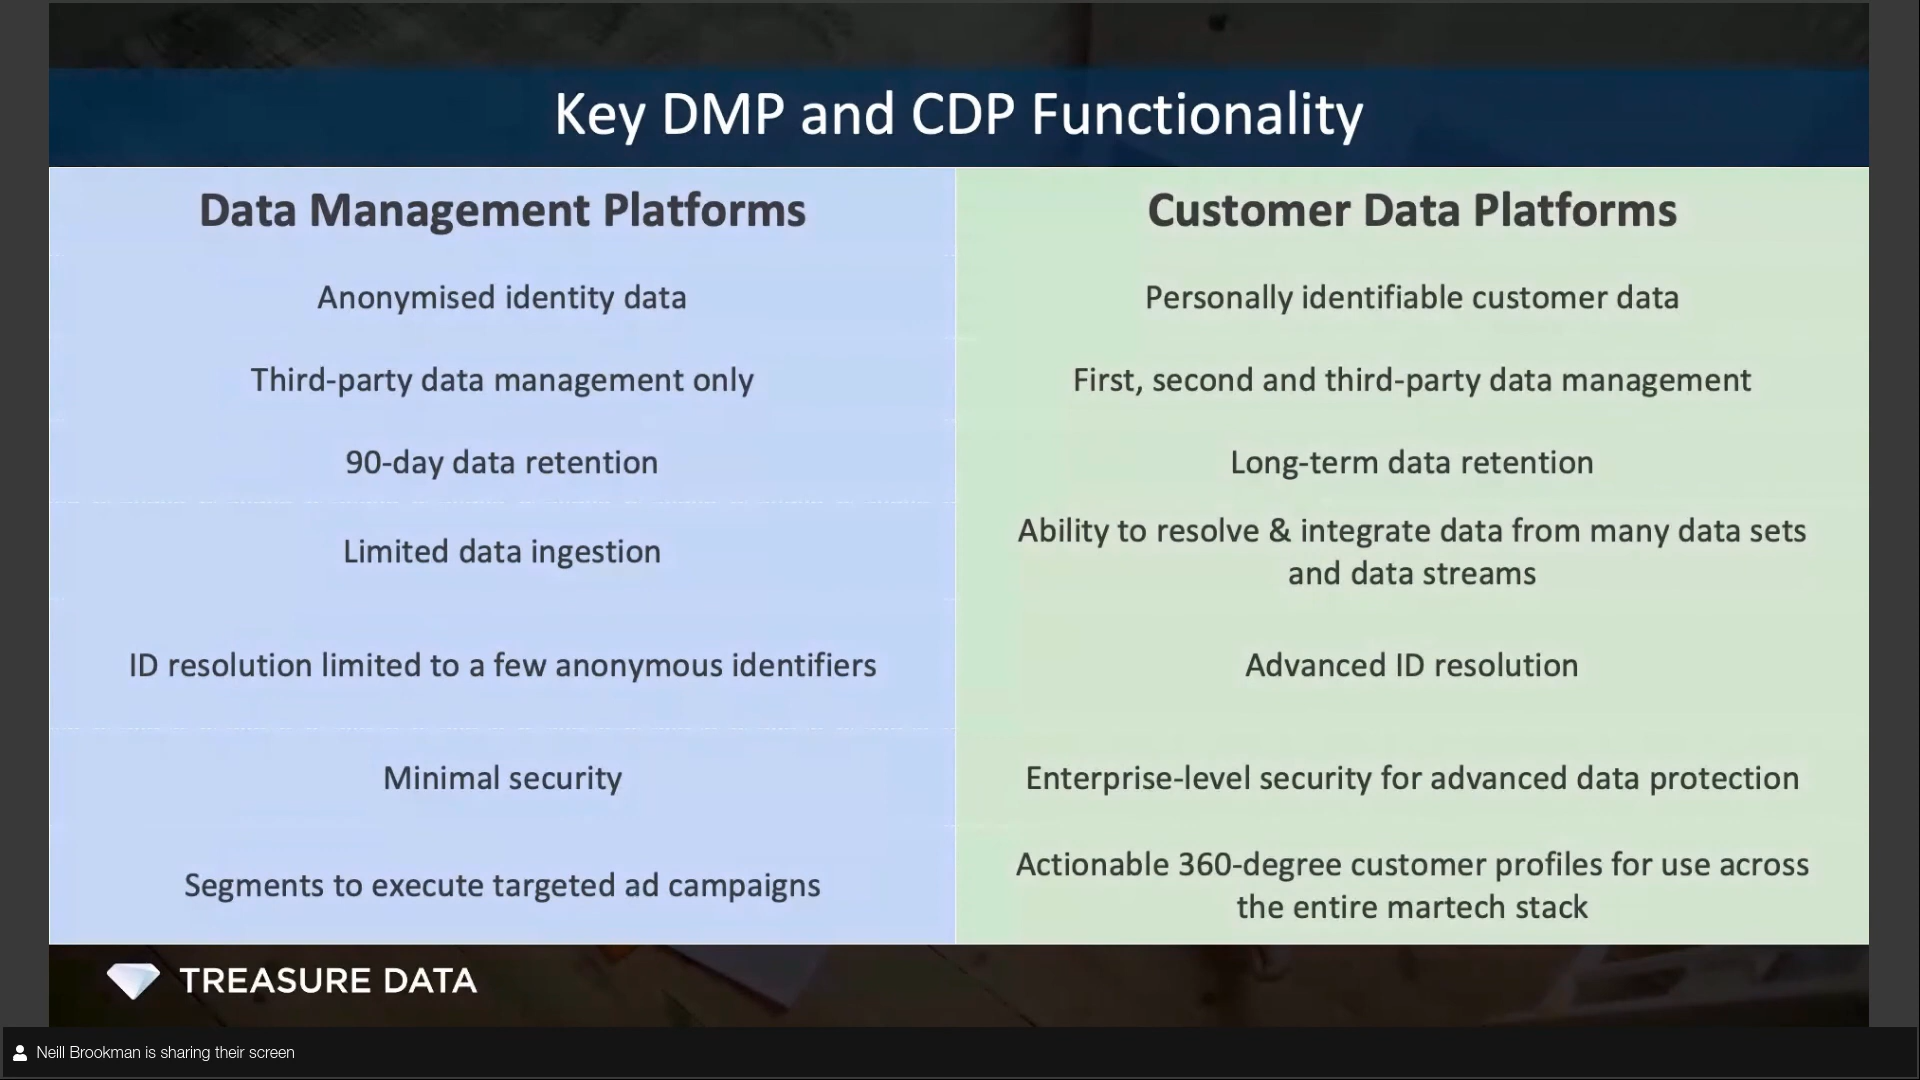 Key DMP and CDP Functionality
Data Management Platforms
Customer Data Platforms
Anonymised identity data
Personally identifiable customer data
Third-party data management only
First, second and third-party data management
90-day data retention
Long-term data retention
Limited data ingestion
Ability to resolve & integrate data from many data sets
and data streams
ID resolution limited to a few anonymous identifiers
Advanced ID resolution
Minimal security
Enterprise-level security for advanced data protection
Segments to execute targeted ad campaigns
Actionable 360-degree customer profiles for use across
the entire martech stack
TREASURE DATA
Neill Brookman is sharing their screen